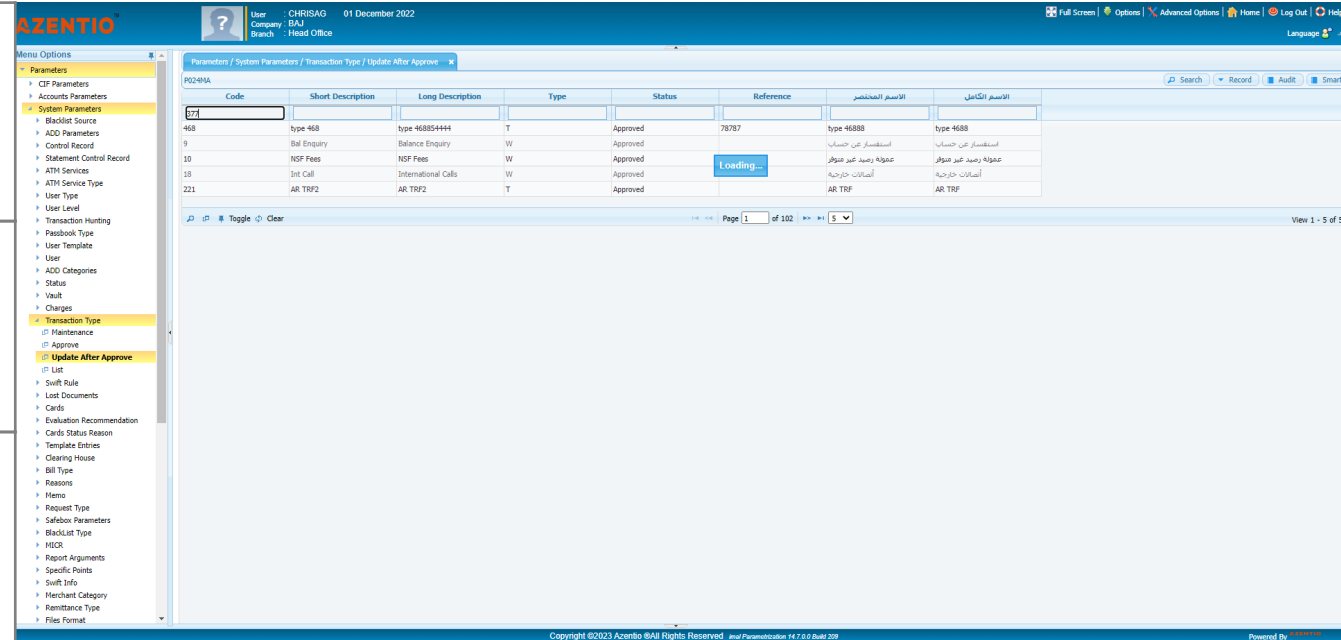 AZENTIO™
User : CHRISAG 01 December 2022
Company : BAJ
Branch : Head Office
Full Screen | Options | Advanced Options | Home | Log Out | Help
Language
Menu Options
Parameters
CIF Parameters
Accounts Parameters
System Parameters
Blacklist Source
ADD Parameters
Control Record
Statement Control Record
ATM Services
ATM Service Type
User Type
User Level
Transaction Hunting
Passbook Type
User Template
User
ADD Categories
Status
Vault
Charges
Transaction Type
Maintenance
Approve
Update After Approve
List
Swift Rule
Lost Documents
Cards
Evaluation Recommendation
Cards Status Reason
Template Entries
Clearing House
Bill Type
Reasons
Memo
Request Type
Safebox Parameters
BlackList Type
MICR
Report Arguments
Specific Points
Swift Info
Merchant Category
Remittance Type
Files Format
Parameters / System Parameters / Transaction Type / Update After Approve x
P024MA
Search Record Audit Smart
Code Short Description Long Description Type Status Reference الاسم المختصر الاسم الكامل
377
468 type 468 type 468854444 T Approved 78787 type 46888 type 4688
9 Bal Enquiry Balance Enquiry W Approved استفسار عن حساب استفسار عن حساب
10 NSF Fees NSF Fees W Approved عمولة رصيد غير متوفر عمولة رصيد غير متوفر
18 Int Call International Calls W Approved أتصالات خارجية أتصالات خارجية
221 AR TRF2 AR TRF2 T Approved AR TRF AR TRF
Loading...
Toggle Clear Page 1 of 102 5 View 1 - 5 of 5
Copyright ©2023 Azentio ®All Rights Reserved imal Parametrization 14.7.0.0 Build 209
Powered By AZENTIO